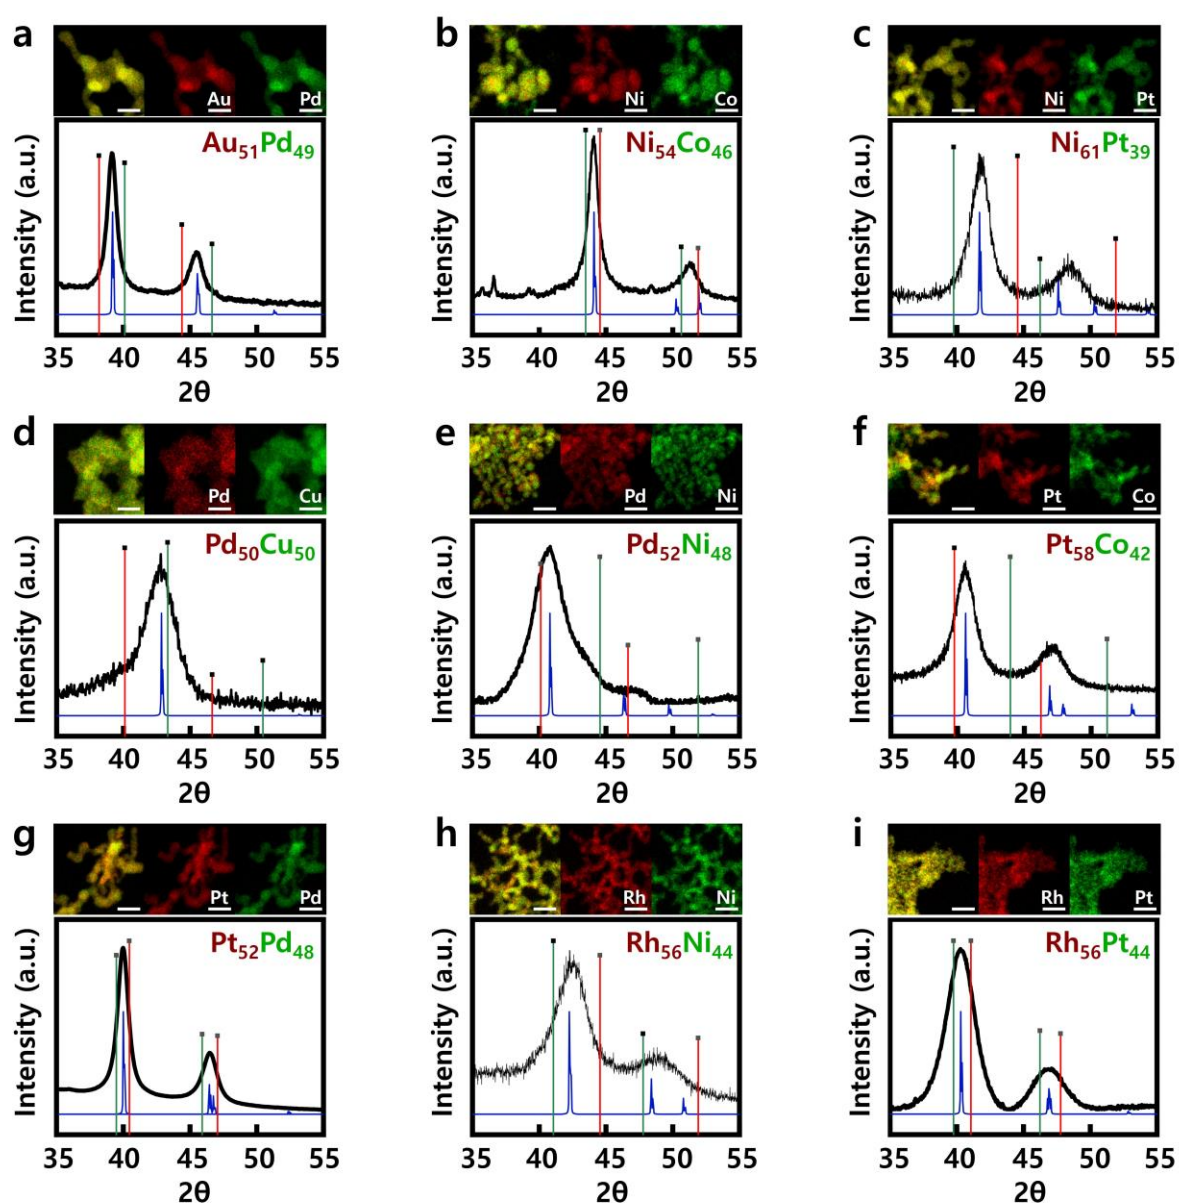 a
b
c
Au
Pd
Ni
Co
Ni
Pt
Intensity (a.u.)
Au51Pd49
35 40 45 50 55
2θ
Intensity (a.u.)
Ni54Co46
35 40 45 50 55
2θ
Intensity (a.u.)
Ni61Pt39
35 40 45 50 55
2θ
d
e
f
Pd
Cu
Pd
Ni
Pt
Co
Intensity (a.u.)
Pd50Cu50
35 40 45 50 55
2θ
Intensity (a.u.)
Pd52Ni48
35 40 45 50 55
2θ
Intensity (a.u.)
Pt58Co42
35 40 45 50 55
2θ
g
h
i
Pt
Pd
Rh
Ni
Rh
Pt
Intensity (a.u.)
Pt52Pd48
35 40 45 50 55
2θ
Intensity (a.u.)
Rh56Ni44
35 40 45 50 55
2θ
Intensity (a.u.)
Rh56Pt44
35 40 45 50 55
2θ